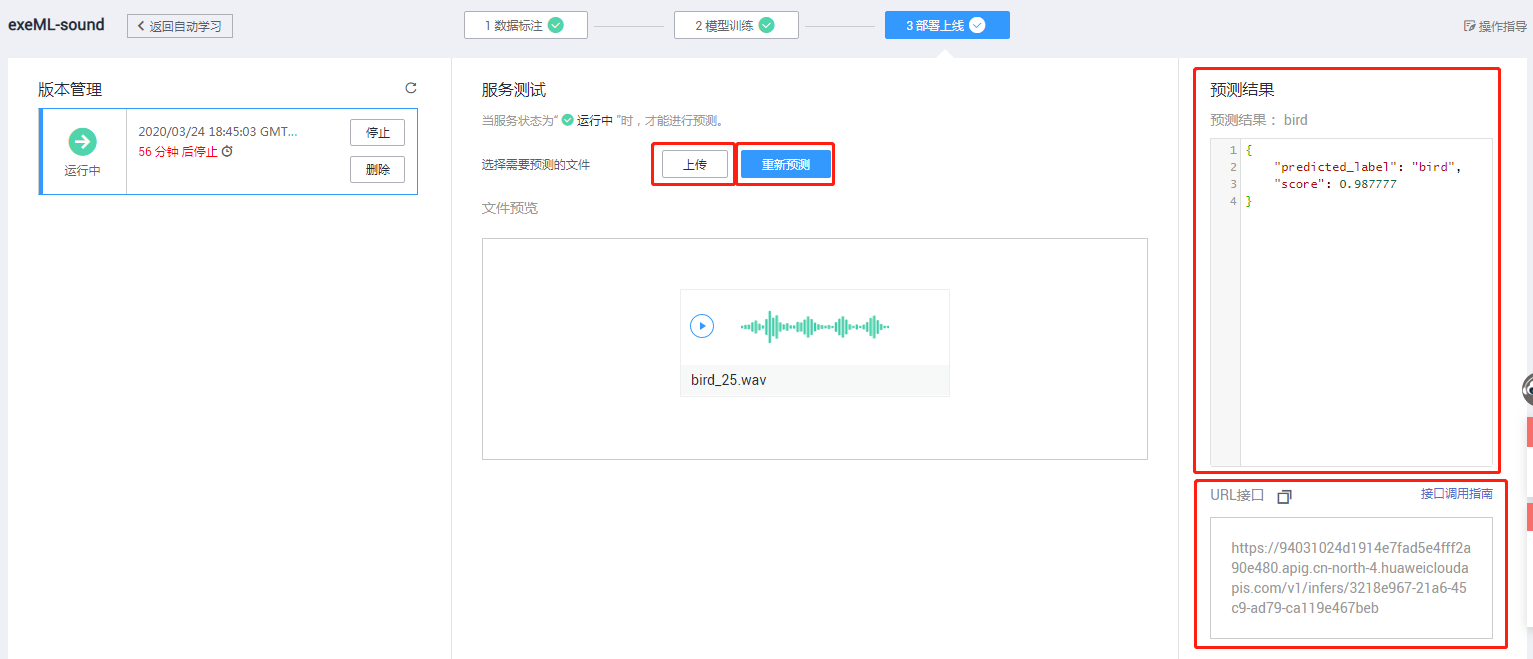 exeML-sound
返回自动学习
1 数据标注
2 模型训练
3 部署上线
操作指导
版本管理
运行中
2020/03/24 18:45:03 GMT...
56 分钟 后停止
停止
删除
服务测试
当服务状态为“ 运行中 ”时，才能进行预测。
选择需要预测的文件
上传
重新预测
文件预览
bird_25.wav
预测结果
预测结果： bird
1 {
2 "predicted_label": "bird",
3 "score": 0.987777
4 }
URL接口
接口调用指南
https://94031024d1914e7fad5e4fff2a
90e480.apig.cn-north-4.huaweiclouda
pis.com/v1/infers/3218e967-21a6-45
c9-ad79-ca119e467beb